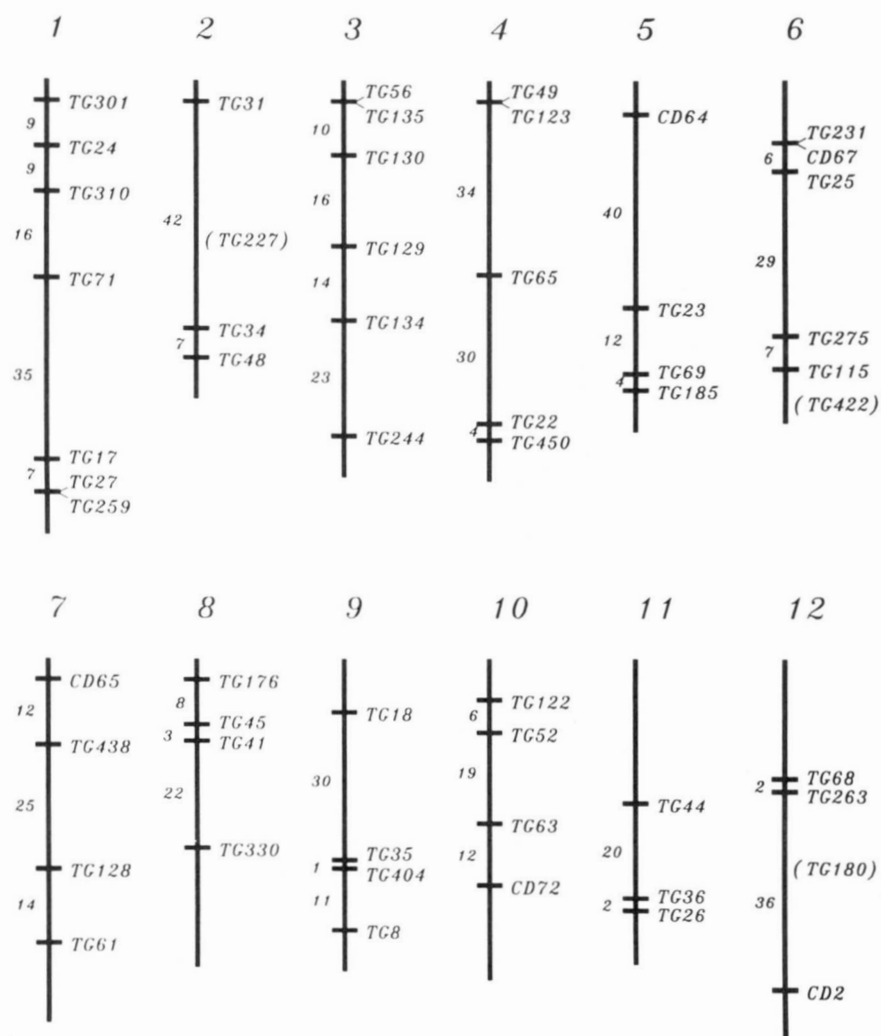 1
TG301
9
TG24
9
TG310
16
TG71
35
TG17
7
TG27
TG259
2
TG31
42
(TG227)
TG34
7
TG48
3
TG56
TG135
10
TG130
16
TG129
14
TG134
23
TG244
4
TG49
TG123
34
TG65
30
TG22
4
TG450
5
CD64
40
TG23
12
TG69
4
TG185
6
TG231
CD67
6
TG25
29
TG275
7
TG115
(TG422)
7
CD65
12
TG438
25
TG128
14
TG61
8
TG176
8
TG45
3
TG41
22
TG330
9
TG18
30
TG35
1
TG404
11
TG8
10
TG122
6
TG52
19
TG63
12
CD72
11
TG44
20
TG36
2
TG26
12
TG68
2
TG263
(TG180)
36
CD2